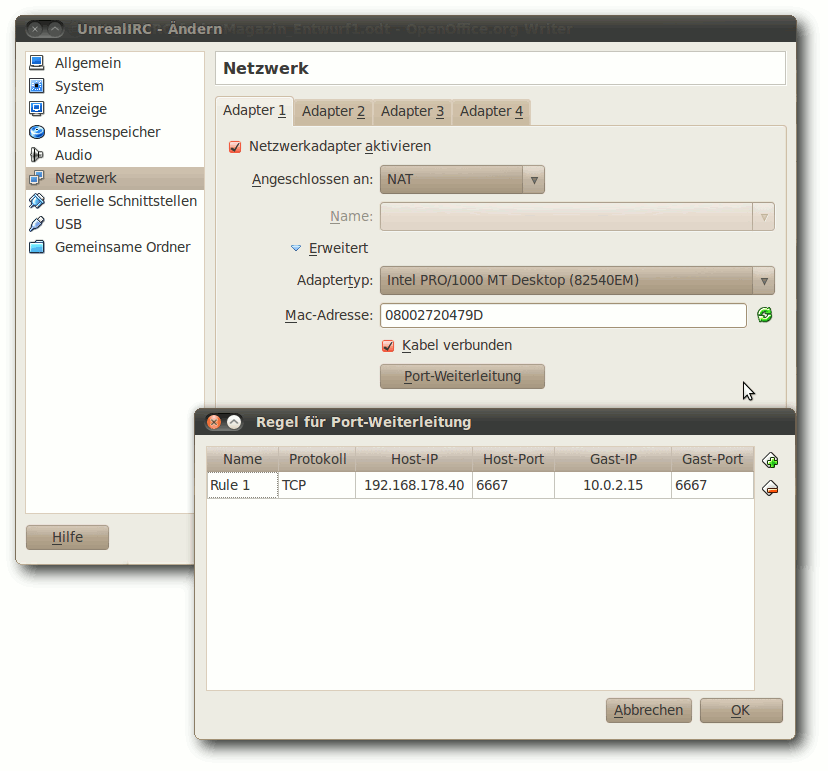 UnrealIRC - Ändern Magazin_Entwurf1.odt - OpenOffice.org Writer
Allgemein
System
Anzeige
Massenspeicher
Audio
Netzwerk
Serielle Schnittstellen
USB
Gemeinsame Ordner
Hilfe
Netzwerk
Adapter 1 Adapter 2 Adapter 3 Adapter 4
Netzwerkadapter aktivieren
Angeschlossen an: NAT
Name:
Erweitert
Adaptertyp: Intel PRO/1000 MT Desktop (82540EM)
Mac-Adresse: 08002720479D
Kabel verbunden
Port-Weiterleitung
Regel für Port-Weiterleitung
Name Protokoll Host-IP Host-Port Gast-IP Gast-Port
Rule 1 TCP 192.168.178.40 6667 10.0.2.15 6667
Abbrechen OK